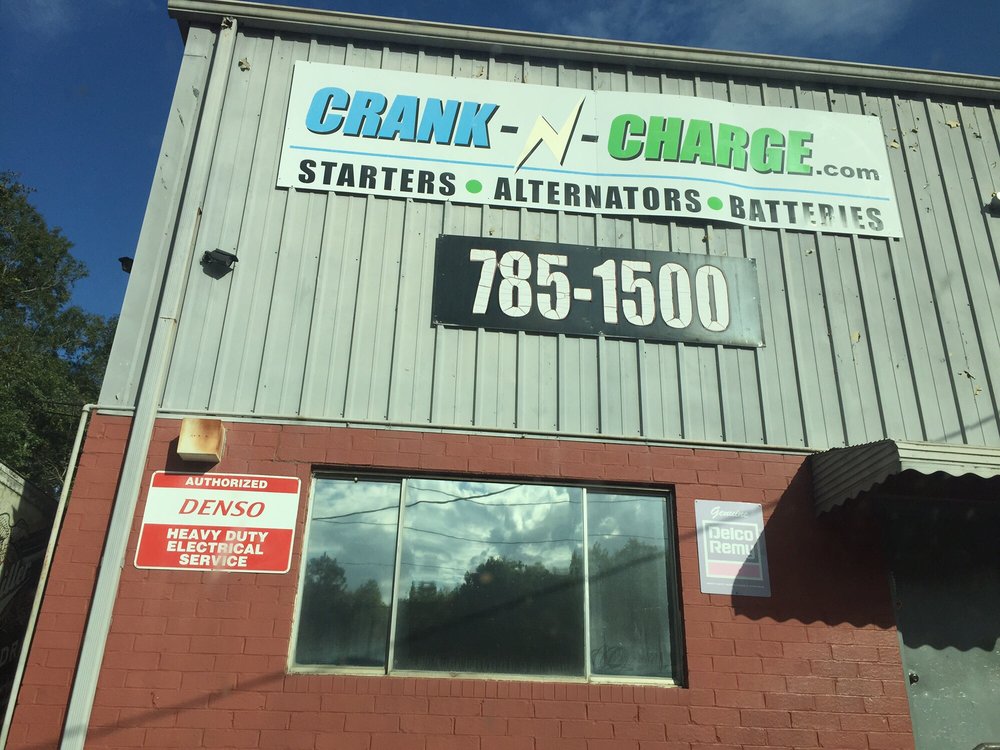 CRANK-N-CHARGE.com
STARTERS • ALTERNATORS • BATTERIES
785-1500
AUTHORIZED
DENSO
HEAVY DUTY
ELECTRICAL
SERVICE
Genuine
Delco
Remy